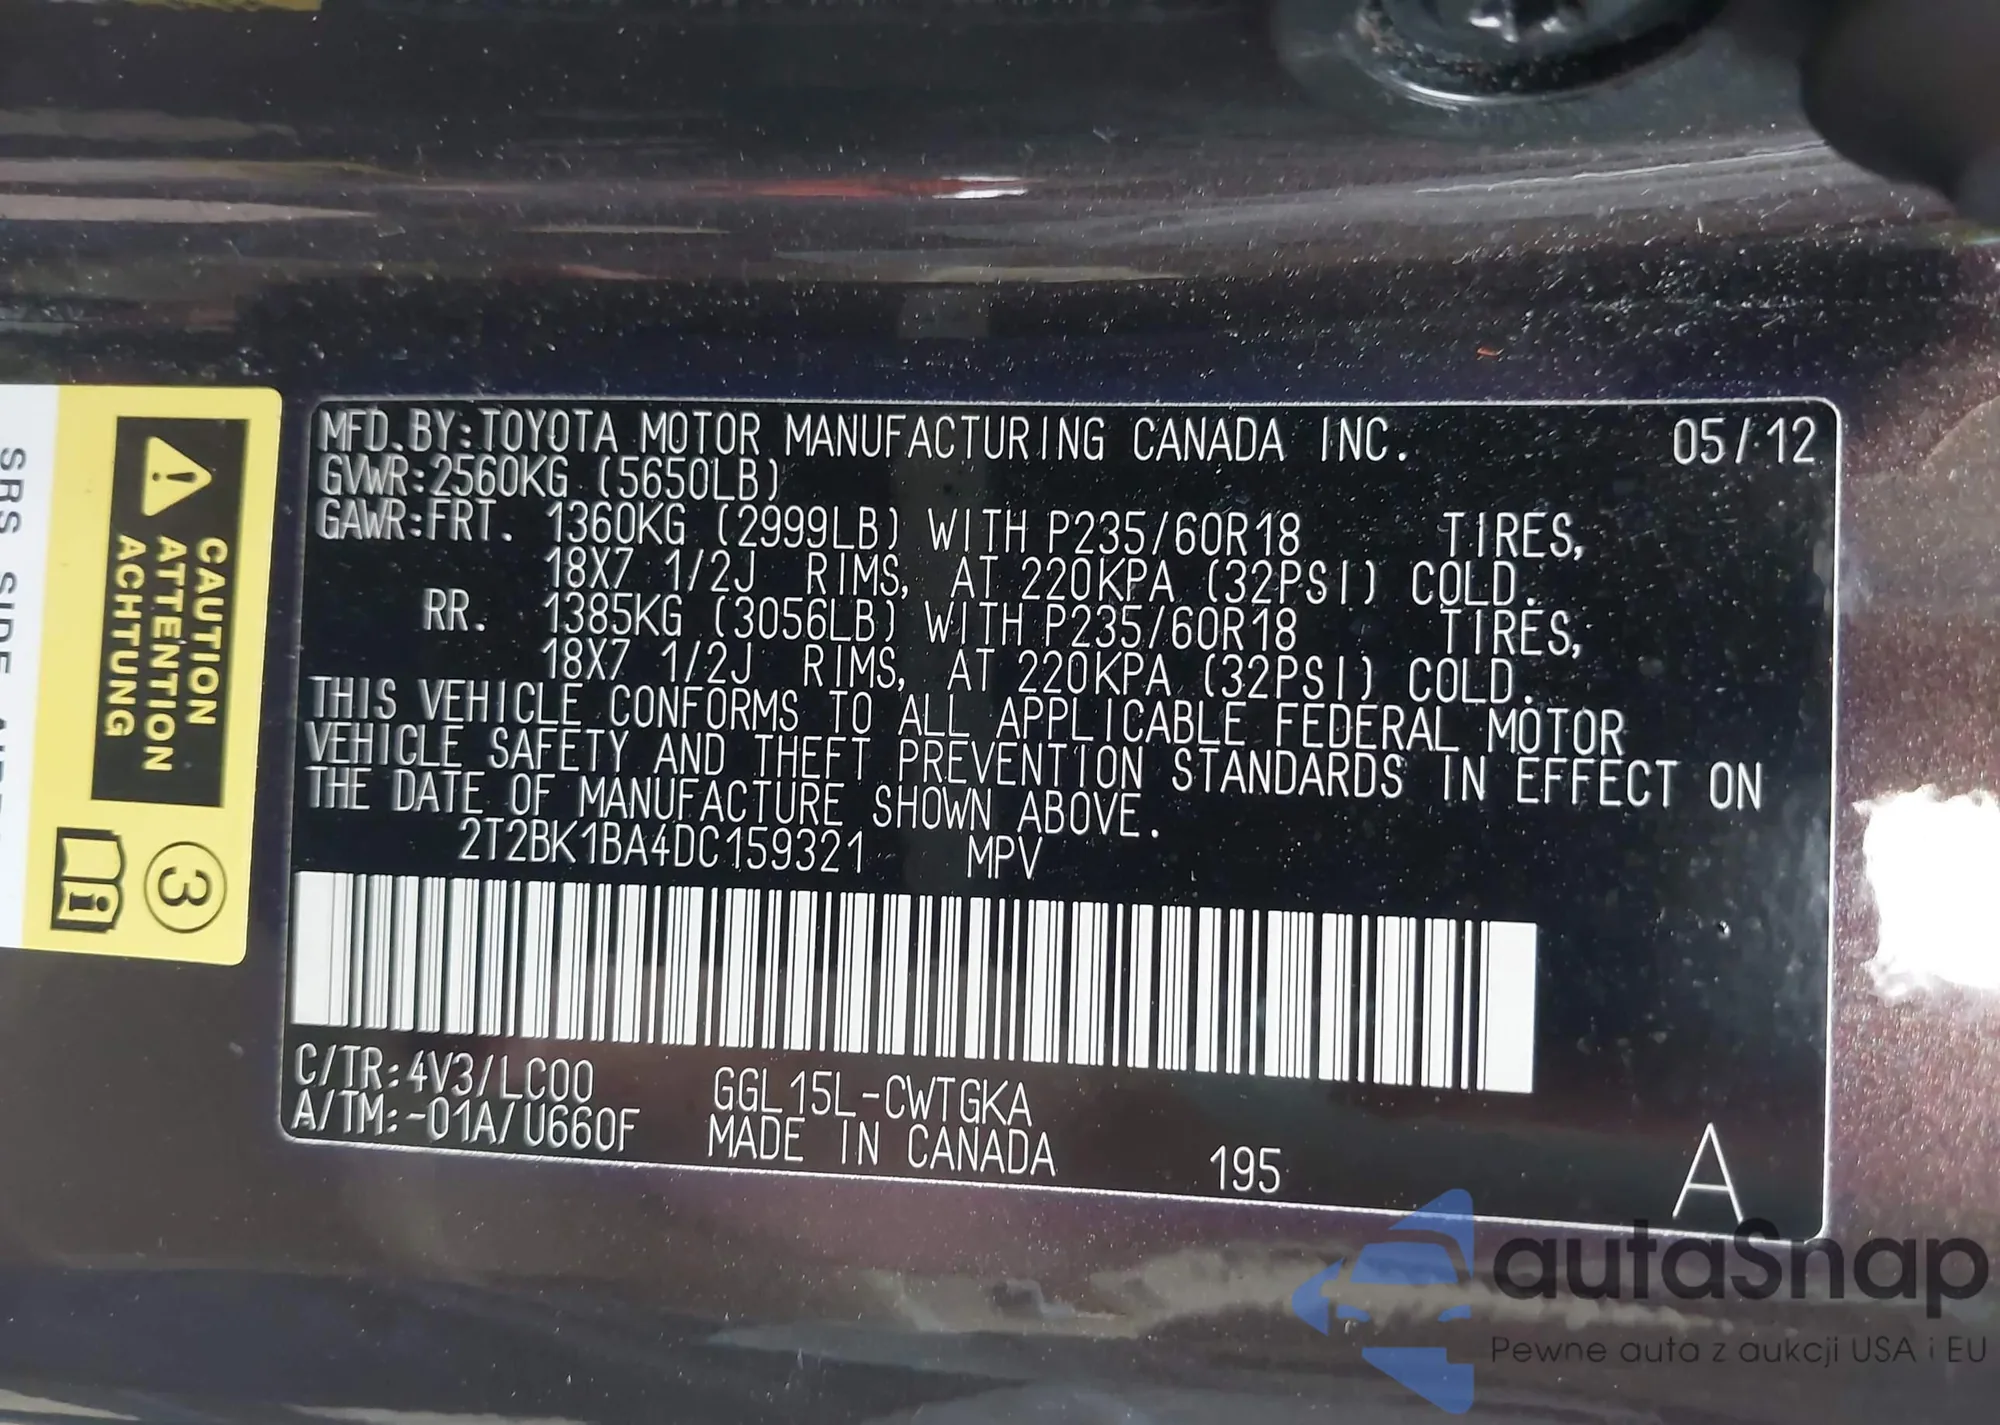 MFD.BY:TOYOTA MOTOR MANUFACTURING CANADA INC. 05/12
GVWR:2560KG (5650LB)
GAWR:FRT. 1360KG (2999LB) WITH P235/60R18 TIRES,
18X7 1/2J RIMS, AT 220KPA (32PSI) COLD.
RR. 1385KG (3056LB) WITH P235/60R18 TIRES,
18X7 1/2J RIMS, AT 220KPA (32PSI) COLD.
THIS VEHICLE CONFORMS TO ALL APPLICABLE FEDERAL MOTOR
VEHICLE SAFETY AND THEFT PREVENTION STANDARDS IN EFFECT ON
THE DATE OF MANUFACTURE SHOWN ABOVE.
2T2BK1BA4DC159321 MPV
C/TR:4V3/LC00 GGL15L-CWTGKA
A/TM:-01A/U660F MADE IN CANADA 195 A
CAUTION
ATTENTION
ACHTUNG
3
SRS SIDE
autaSnap
Pewne auta z aukcji USA i EU